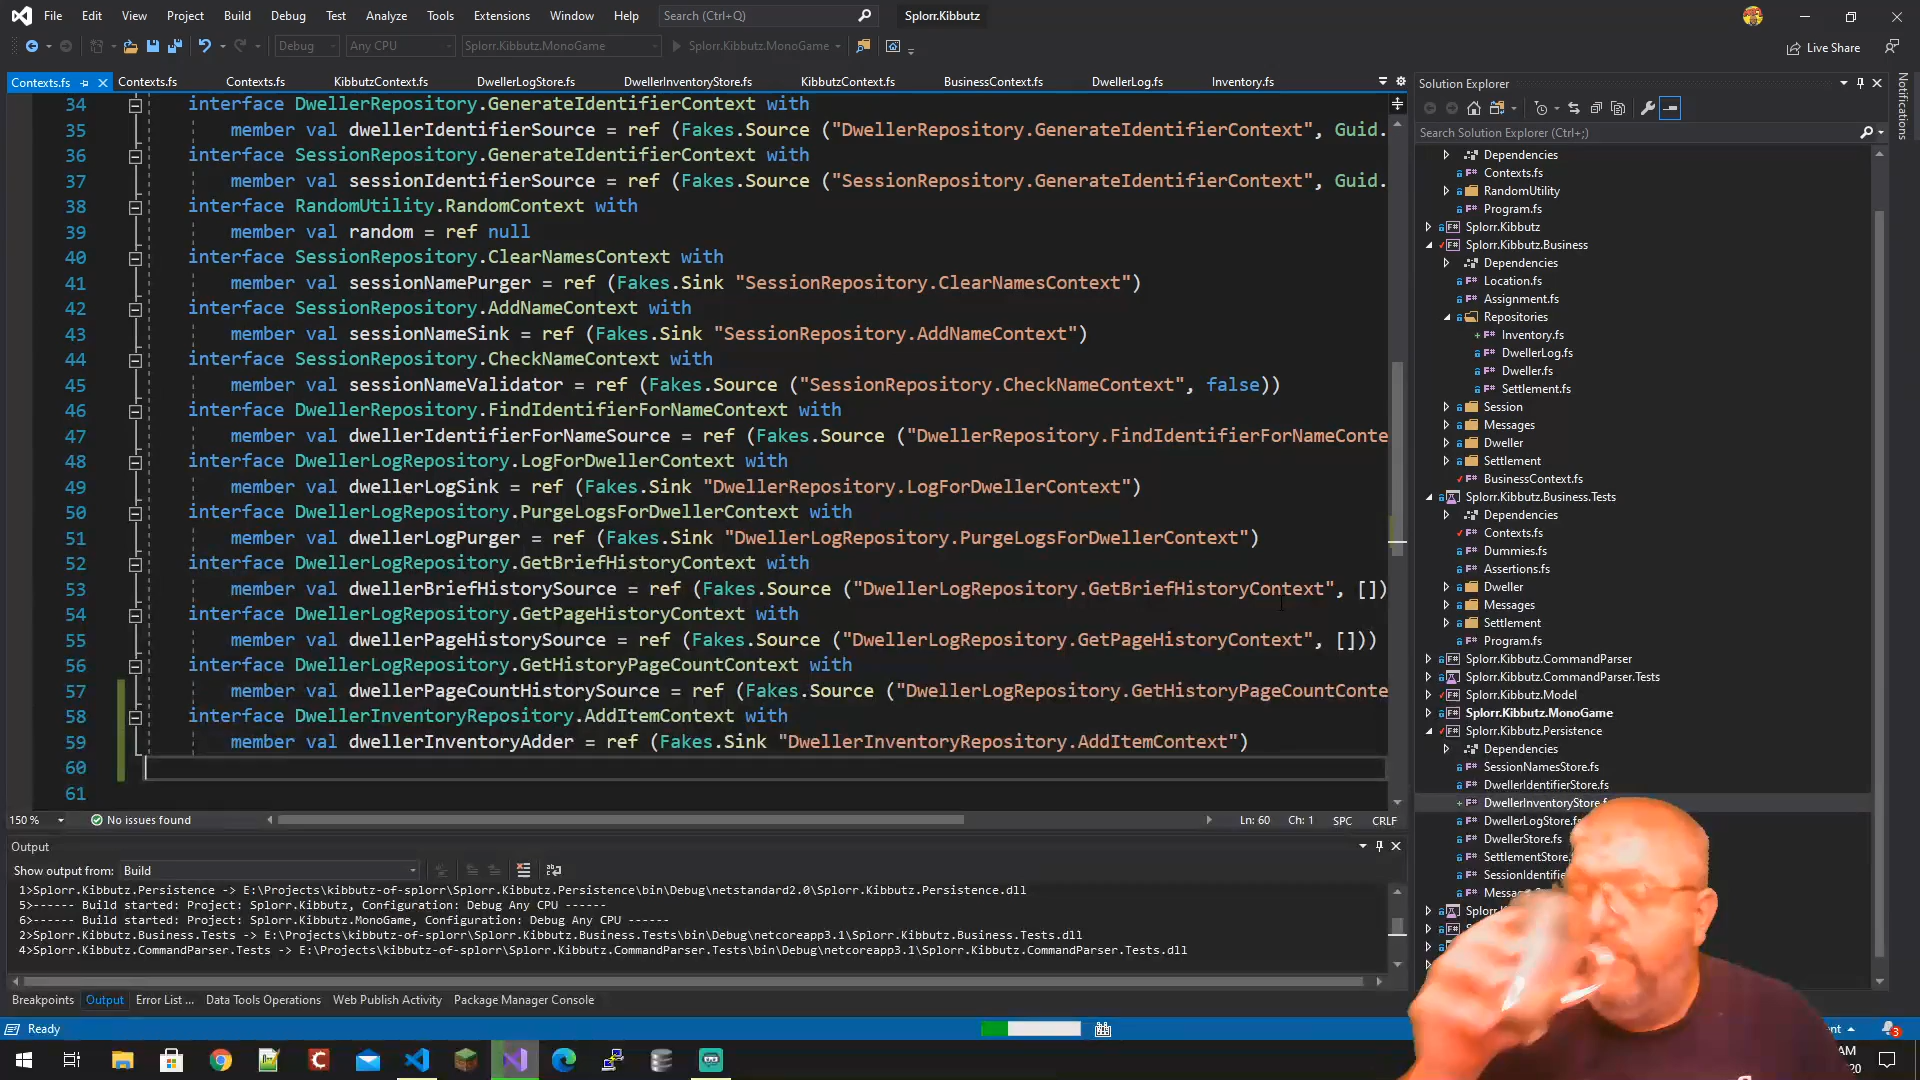 File Edit View Project Build Debug Test Analyze Tools Extensions Window Help Search (Ctrl+Q) Splorr.Kibbutz
Debug Any CPU Splorr.Kibbutz.MonoGame Splorr.Kibbutz.MonoGame Live Share
Contexts.fs Contexts.fs Contexts.fs KibbutzContext.fs DwellerLogStore.fs DwellerInventoryStore.fs KibbutzContext.fs BusinessContext.fs DwellerLog.fs Inventory.fs
34 interface DwellerRepository.GenerateIdentifierContext with
35 member val dwellerIdentifierSource = ref (Fakes.Source ("DwellerRepository.GenerateIdentifierContext", Guid.
36 interface SessionRepository.GenerateIdentifierContext with
37 member val sessionIdentifierSource = ref (Fakes.Source ("SessionRepository.GenerateIdentifierContext", Guid.
38 interface RandomUtility.RandomContext with
39 member val random = ref null
40 interface SessionRepository.ClearNamesContext with
41 member val sessionNamePurger = ref (Fakes.Sink "SessionRepository.ClearNamesContext")
42 interface SessionRepository.AddNameContext with
43 member val sessionNameSink = ref (Fakes.Sink "SessionRepository.AddNameContext")
44 interface SessionRepository.CheckNameContext with
45 member val sessionNameValidator = ref (Fakes.Source ("SessionRepository.CheckNameContext", false))
46 interface DwellerRepository.FindIdentifierForNameContext with
47 member val dwellerIdentifierForNameSource = ref (Fakes.Source ("DwellerRepository.FindIdentifierForNameConte
48 interface DwellerLogRepository.LogForDwellerContext with
49 member val dwellerLogSink = ref (Fakes.Sink "DwellerRepository.LogForDwellerContext")
50 interface DwellerLogRepository.PurgeLogsForDwellerContext with
51 member val dwellerLogPurger = ref (Fakes.Sink "DwellerLogRepository.PurgeLogsForDwellerContext")
52 interface DwellerLogRepository.GetBriefHistoryContext with
53 member val dwellerBriefHistorySource = ref (Fakes.Source ("DwellerLogRepository.GetBriefHistoryContext", [])
54 interface DwellerLogRepository.GetPageHistoryContext with
55 member val dwellerPageHistorySource = ref (Fakes.Source ("DwellerLogRepository.GetPageHistoryContext", []))
56 interface DwellerLogRepository.GetHistoryPageCountContext with
57 member val dwellerPageCountHistorySource = ref (Fakes.Source ("DwellerLogRepository.GetHistoryPageCountConte
58 interface DwellerInventoryRepository.AddItemContext with
59 member val dwellerInventoryAdder = ref (Fakes.Sink "DwellerInventoryRepository.AddItemContext")
60
61
150 % No issues found Ln: 60 Ch: 1 SPC CRLF
Output
Show output from: Build
1>Splorr.Kibbutz.Persistence -> E:\Projects\kibbutz-of-splorr\Splorr.Kibbutz.Persistence\bin\Debug\netstandard2.0\Splorr.Kibbutz.Persistence.dll
5>------ Build started: Project: Splorr.Kibbutz, Configuration: Debug Any CPU ------
6>------ Build started: Project: Splorr.Kibbutz.MonoGame, Configuration: Debug Any CPU ------
2>Splorr.Kibbutz.Business.Tests -> E:\Projects\kibbutz-of-splorr\Splorr.Kibbutz.Business.Tests\bin\Debug\netcoreapp3.1\Splorr.Kibbutz.Business.Tests.dll
4>Splorr.Kibbutz.CommandParser.Tests -> E:\Projects\kibbutz-of-splorr\Splorr.Kibbutz.CommandParser.Tests\bin\Debug\netcoreapp3.1\Splorr.Kibbutz.CommandParser.Tests.dll
Breakpoints Output Error List ... Data Tools Operations Web Publish Activity Package Manager Console
Ready
Solution Explorer
Search Solution Explorer (Ctrl+;)
Dependencies
F# Contexts.fs
RandomUtility
F# Program.fs
F# Splorr.Kibbutz
F# Splorr.Kibbutz.Business
Dependencies
F# Location.fs
F# Assignment.fs
Repositories
F# Inventory.fs
F# DwellerLog.fs
F# Dweller.fs
F# Settlement.fs
Session
Messages
Dweller
Settlement
F# BusinessContext.fs
Splorr.Kibbutz.Business.Tests
Dependencies
F# Contexts.fs
F# Dummies.fs
F# Assertions.fs
Dweller
Messages
Settlement
F# Program.fs
F# Splorr.Kibbutz.CommandParser
Splorr.Kibbutz.CommandParser.Tests
F# Splorr.Kibbutz.Model
F# Splorr.Kibbutz.MonoGame
F# Splorr.Kibbutz.Persistence
Dependencies
F# SessionNamesStore.fs
F# DwellerIdentifierStore.fs
F# DwellerInventoryStore.f
F# DwellerLogStore.fs
F# DwellerStore.fs
F# SettlementStore.
F# SessionIdentifie
F# Messa
Splorr
Notifications
3
AM
20